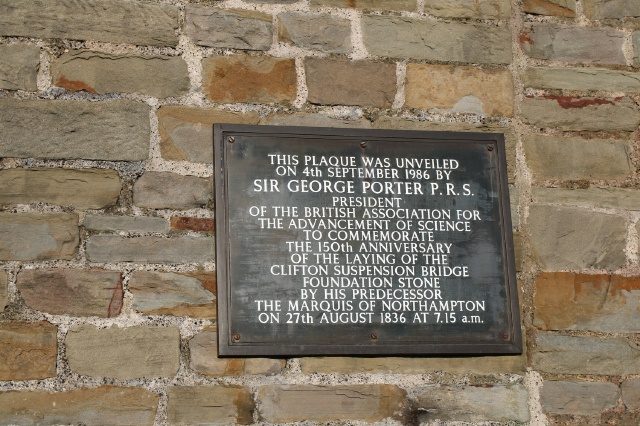 THIS PLAQUE WAS UNVEILED
ON 4th SEPTEMBER 1986 BY
SIR GEORGE PORTER P.R.S.
PRESIDENT
OF THE BRITISH ASSOCIATION FOR
THE ADVANCEMENT OF SCIENCE
TO COMMEMORATE
THE 150th ANNIVERSARY
OF THE LAYING OF THE
CLIFTON SUSPENSION BRIDGE
FOUNDATION STONE
BY HIS PREDECESSOR
THE MARQUIS OF NORTHAMPTON
ON 27th AUGUST 1836 AT 7.15 a.m.